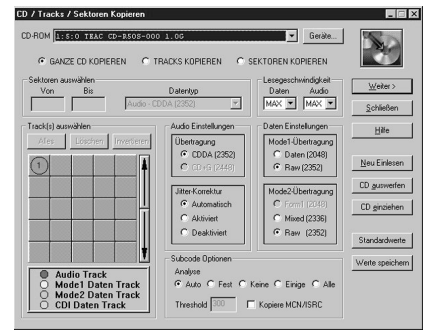 CD / Tracks / Sektoren Kopieren
CD-ROM 1:5:0 TEAC CD-R50S-000 1.0G Geräte...
GANZE CD KOPIEREN TRACKS KOPIEREN SEKTOREN KOPIEREN
Sektoren auswählen
Von Bis Datentyp
Audio - CDDA (2352)
Lesegeschwindigkeit
Daten Audio
MAX MAX
Weiter >
Schließen
Hilfe
Neu Einlesen
CD auswerfen
CD einziehen
Standardwerte
Werte speichern
Track(s) auswählen
Alles Löschen Invertieren
1
Audio Track
Mode1 Daten Track
Mode2 Daten Track
CDI Daten Track
Audio Einstellungen
Übertragung
CDDA (2352)
CD+G (2448)
Jitter-Korrektur
Automatisch
Aktiviert
Deaktiviert
Daten Einstellungen
Mode1-Übertragung
Daten (2048)
Raw (2352)
Mode2-Übertragung
Form1 (2048)
Mixed (2336)
Raw (2352)
Subcode Optionen
Analyse
Auto Fest Keine Einige Alle
Threshold 300 Kopiere MCN/ISRC